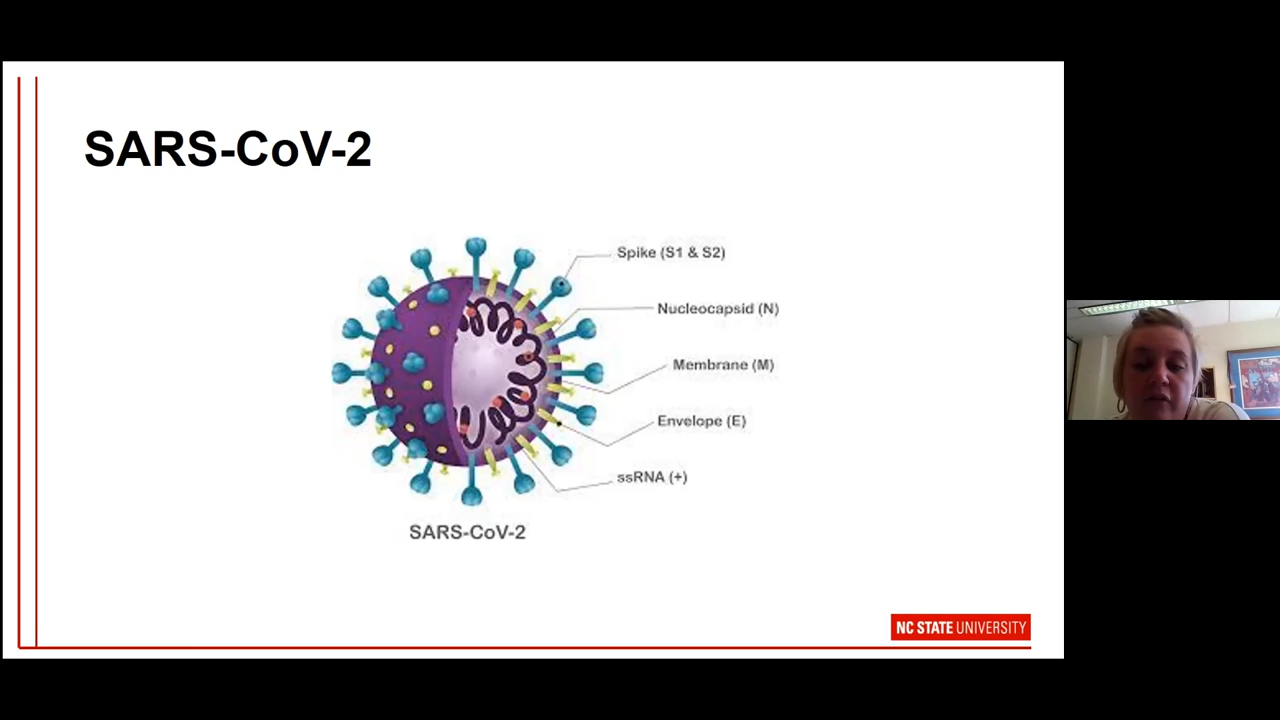 SARS-CoV-2
Spike (S1 & S2)
Nucleocapsid (N)
Membrane (M)
Envelope (E)
ssRNA (+)
SARS-CoV-2
NC STATE UNIVERSITY